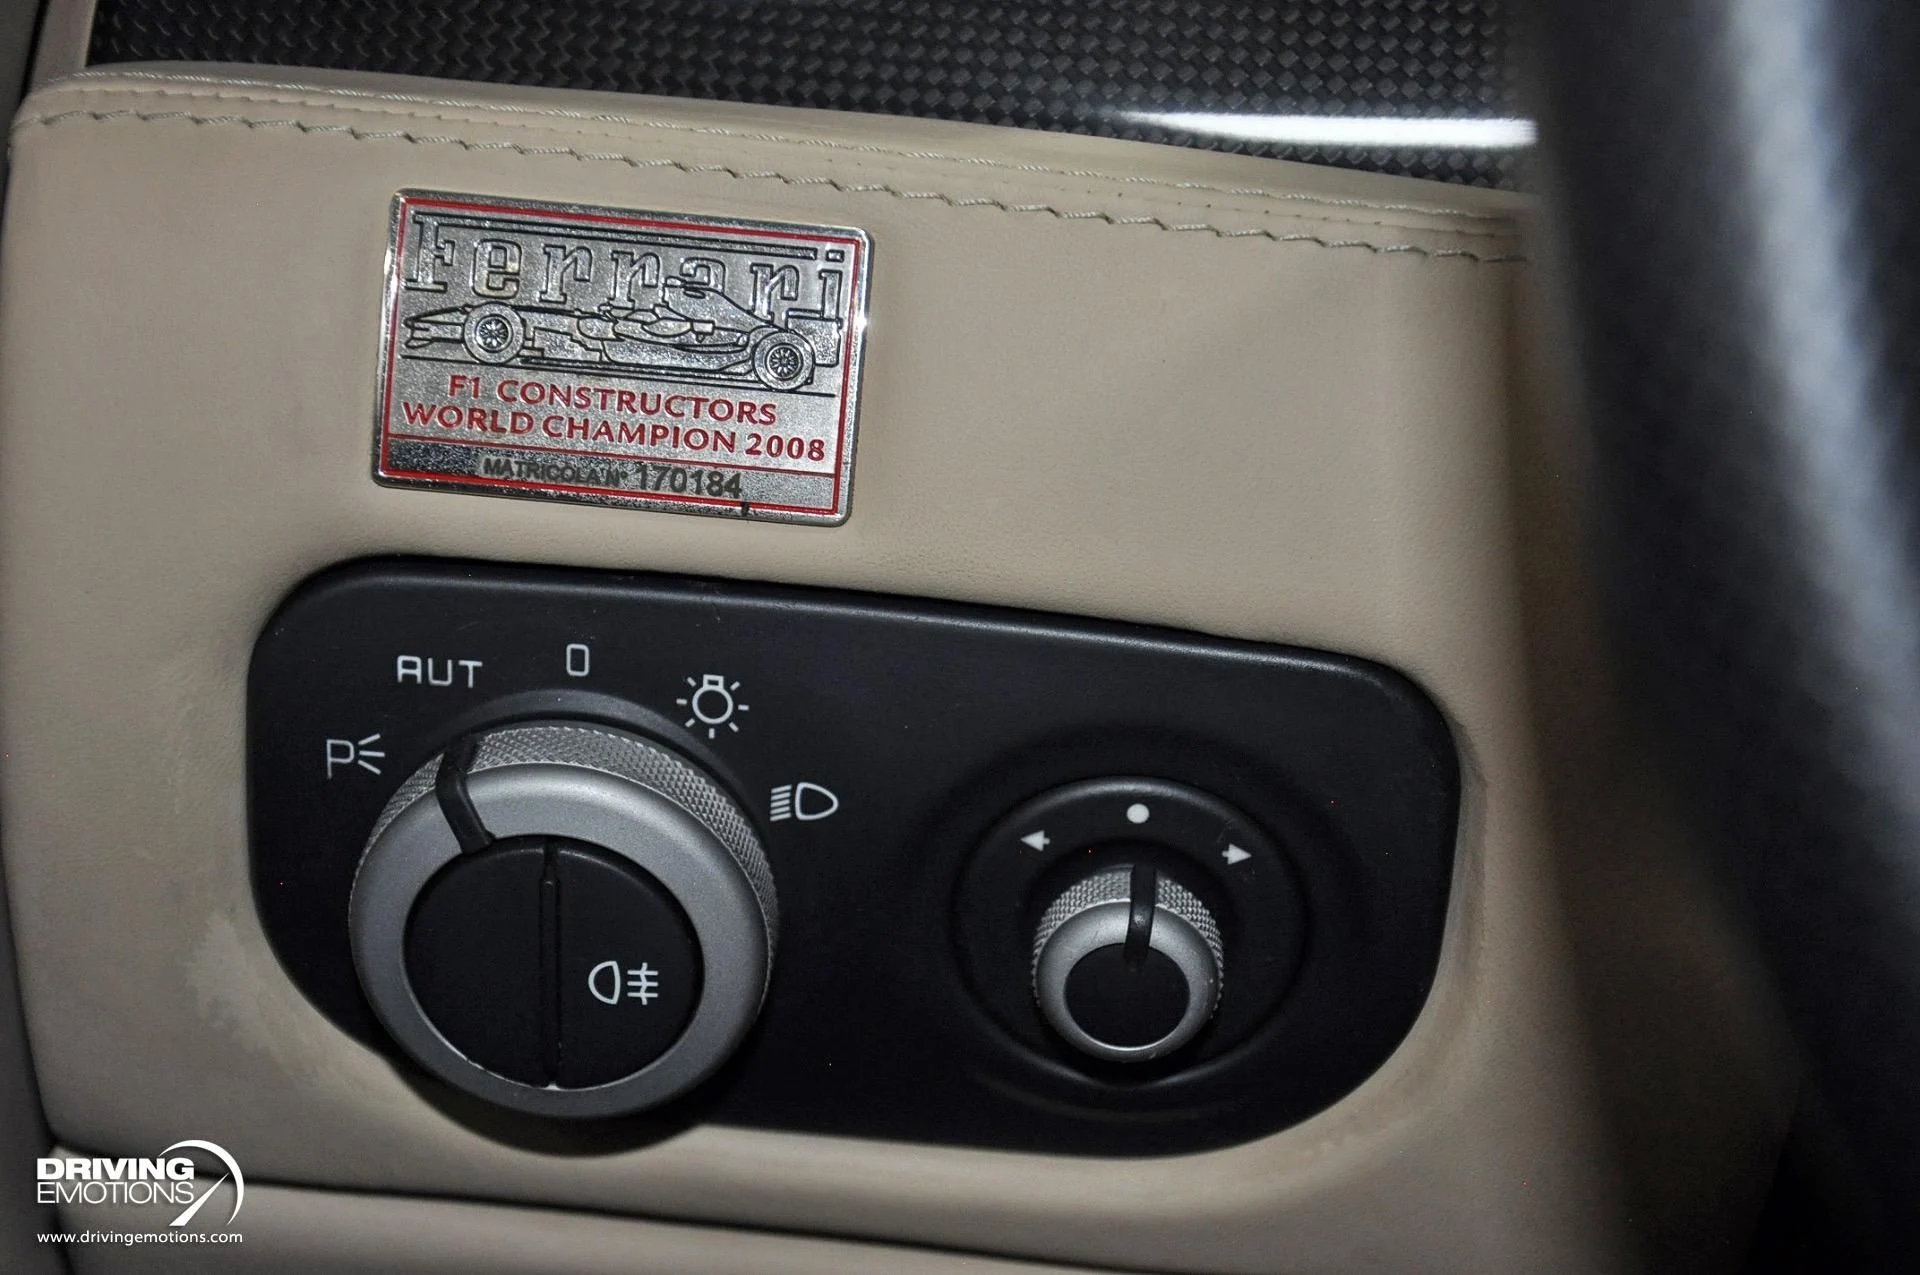 Ferrari
F1 CONSTRUCTORS
WORLD CHAMPION 2008
MATRICOLA N° 170184
AUT
0
P
DRIVING
EMOTIONS
www.drivingemotions.com